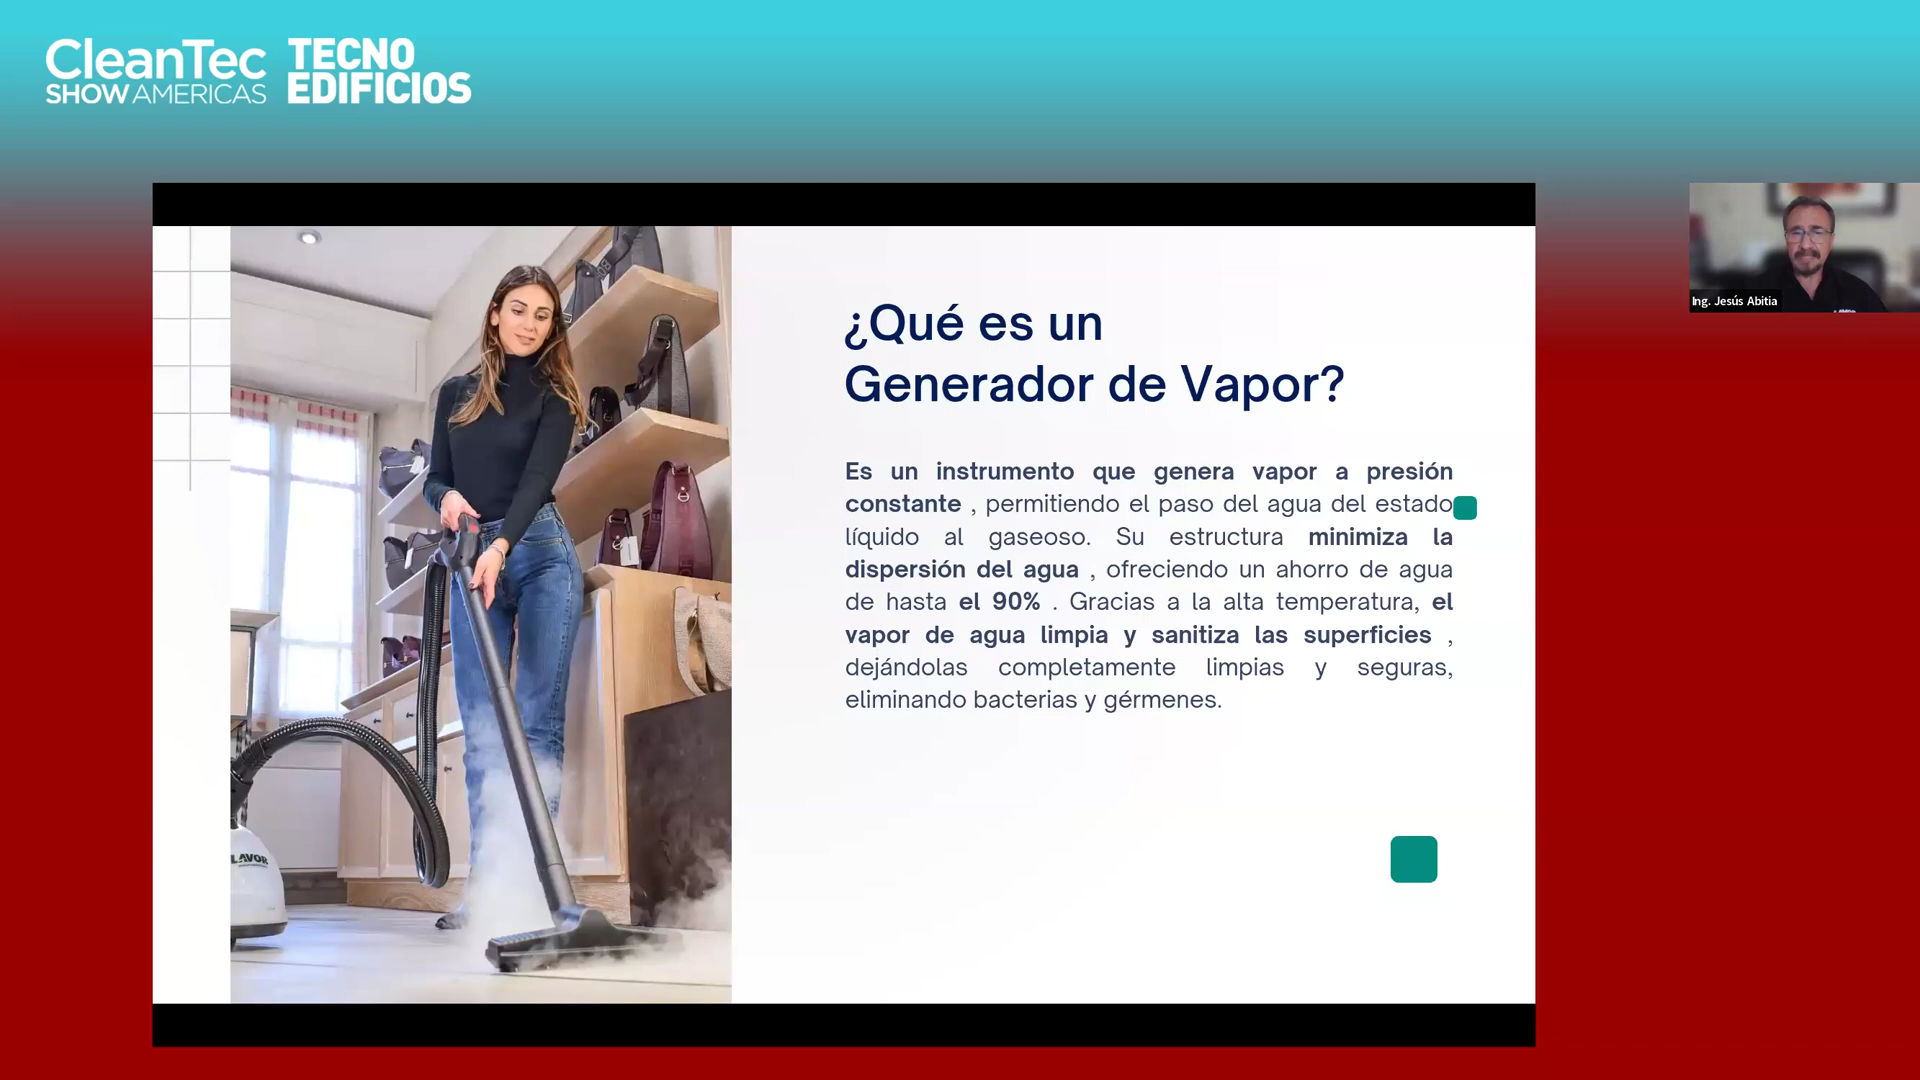 CleanTec
SHOW AMERICAS
TECNO
EDIFICIOS
Ing. Jesús Abitia
¿Qué es un
Generador de Vapor?
Es un instrumento que genera vapor a presión
constante , permitiendo el paso del agua del estado
líquido al gaseoso. Su estructura minimiza la
dispersión del agua , ofreciendo un ahorro de agua
de hasta el 90% . Gracias a la alta temperatura, el
vapor de agua limpia y sanitiza las superficies ,
dejándolas completamente limpias y seguras,
eliminando bacterias y gérmenes.
LAVOR